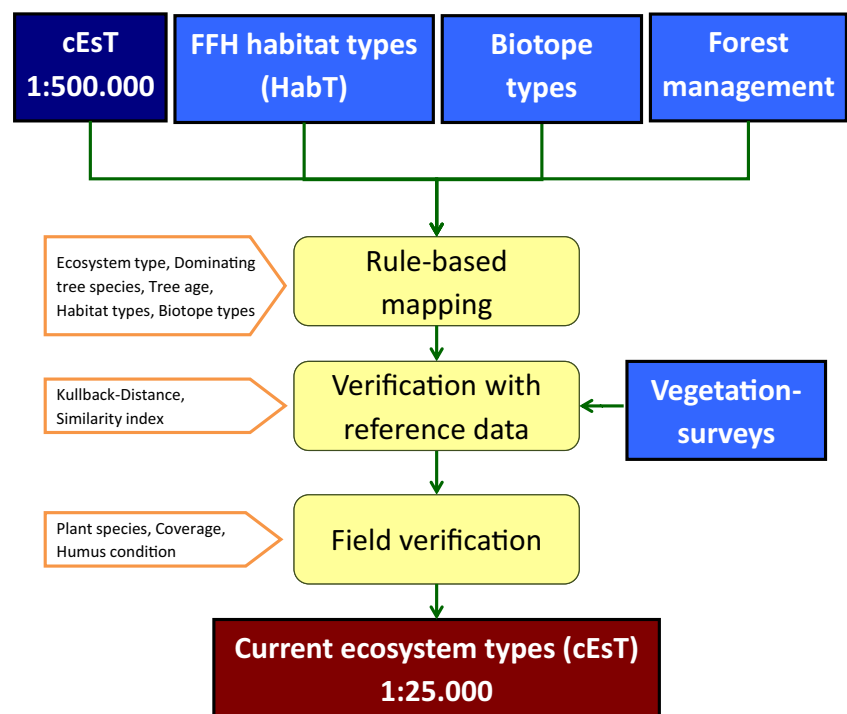 cEsT
1:500.000
FFH habitat types
(HabT)
Biotope
types
Forest
management
Ecosystem type, Dominating
tree species, Tree age,
Habitat types, Biotope types
Rule-based
mapping
Kullback-Distance,
Similarity index
Verification with
reference data
Vegetation-
surveys
Plant species, Coverage,
Humus condition
Field verification
Current ecosystem types (cEsT)
1:25.000